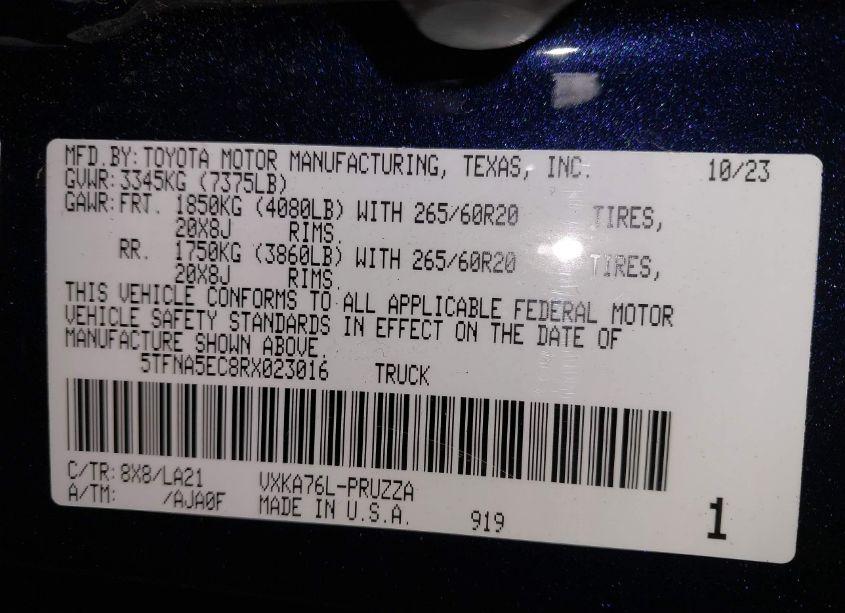 MFD.BY: TOYOTA MOTOR MANUFACTURING, TEXAS, INC. 10/23
GVWR: 3345KG (7375LB)
GAWR: FRT. 1850KG (4080LB) WITH 265/60R20 TIRES,
20X8J RIMS.
RR. 1750KG (3860LB) WITH 265/60R20 TIRES,
20X8J RIMS.
THIS VEHICLE CONFORMS TO ALL APPLICABLE FEDERAL MOTOR
VEHICLE SAFETY STANDARDS IN EFFECT ON THE DATE OF
MANUFACTURE SHOWN ABOVE.
5TFNA5EC8RX023016 TRUCK
C/TR: 8X8/LA21 VXKA76L-PRUZZA
A/TM: /AJA0F MADE IN U.S.A. 919 1